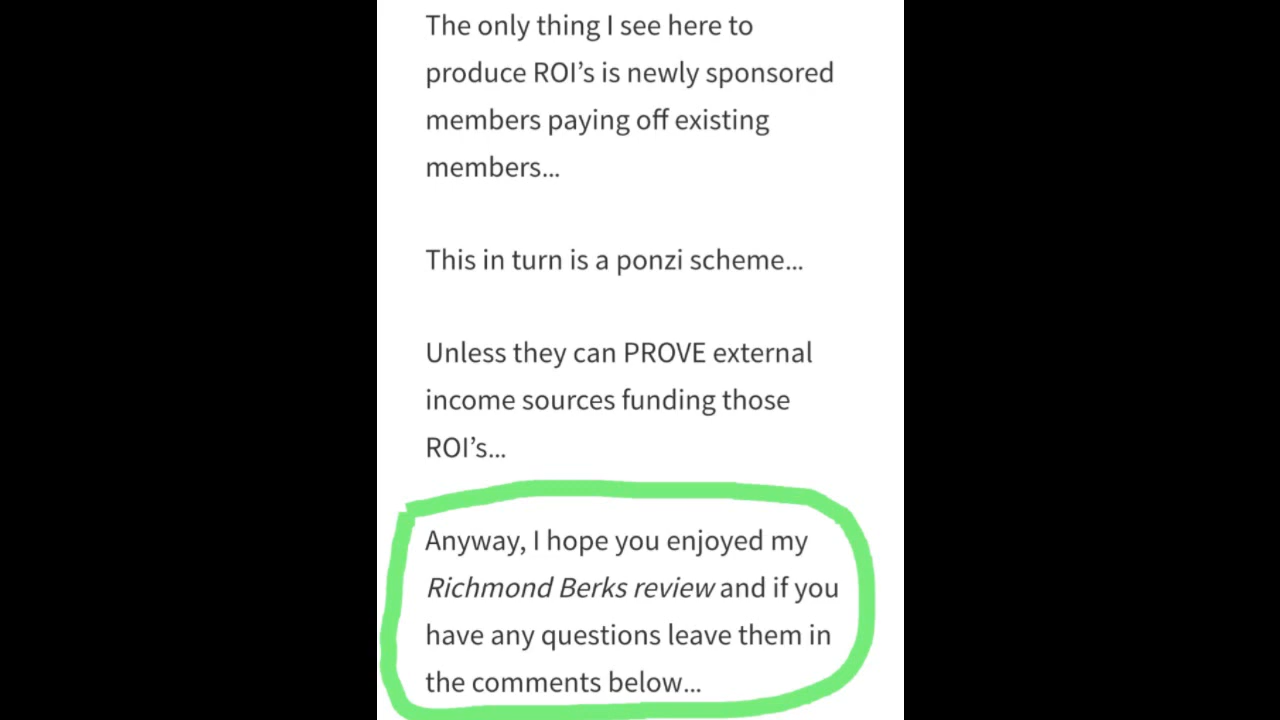 The only thing I see here to
produce ROI’s is newly sponsored
members paying off existing
members...
This in turn is a ponzi scheme...
Unless they can PROVE external
income sources funding those
ROI’s...
Anyway, I hope you enjoyed my
Richmond Berks review and if you
have any questions leave them in
the comments below...